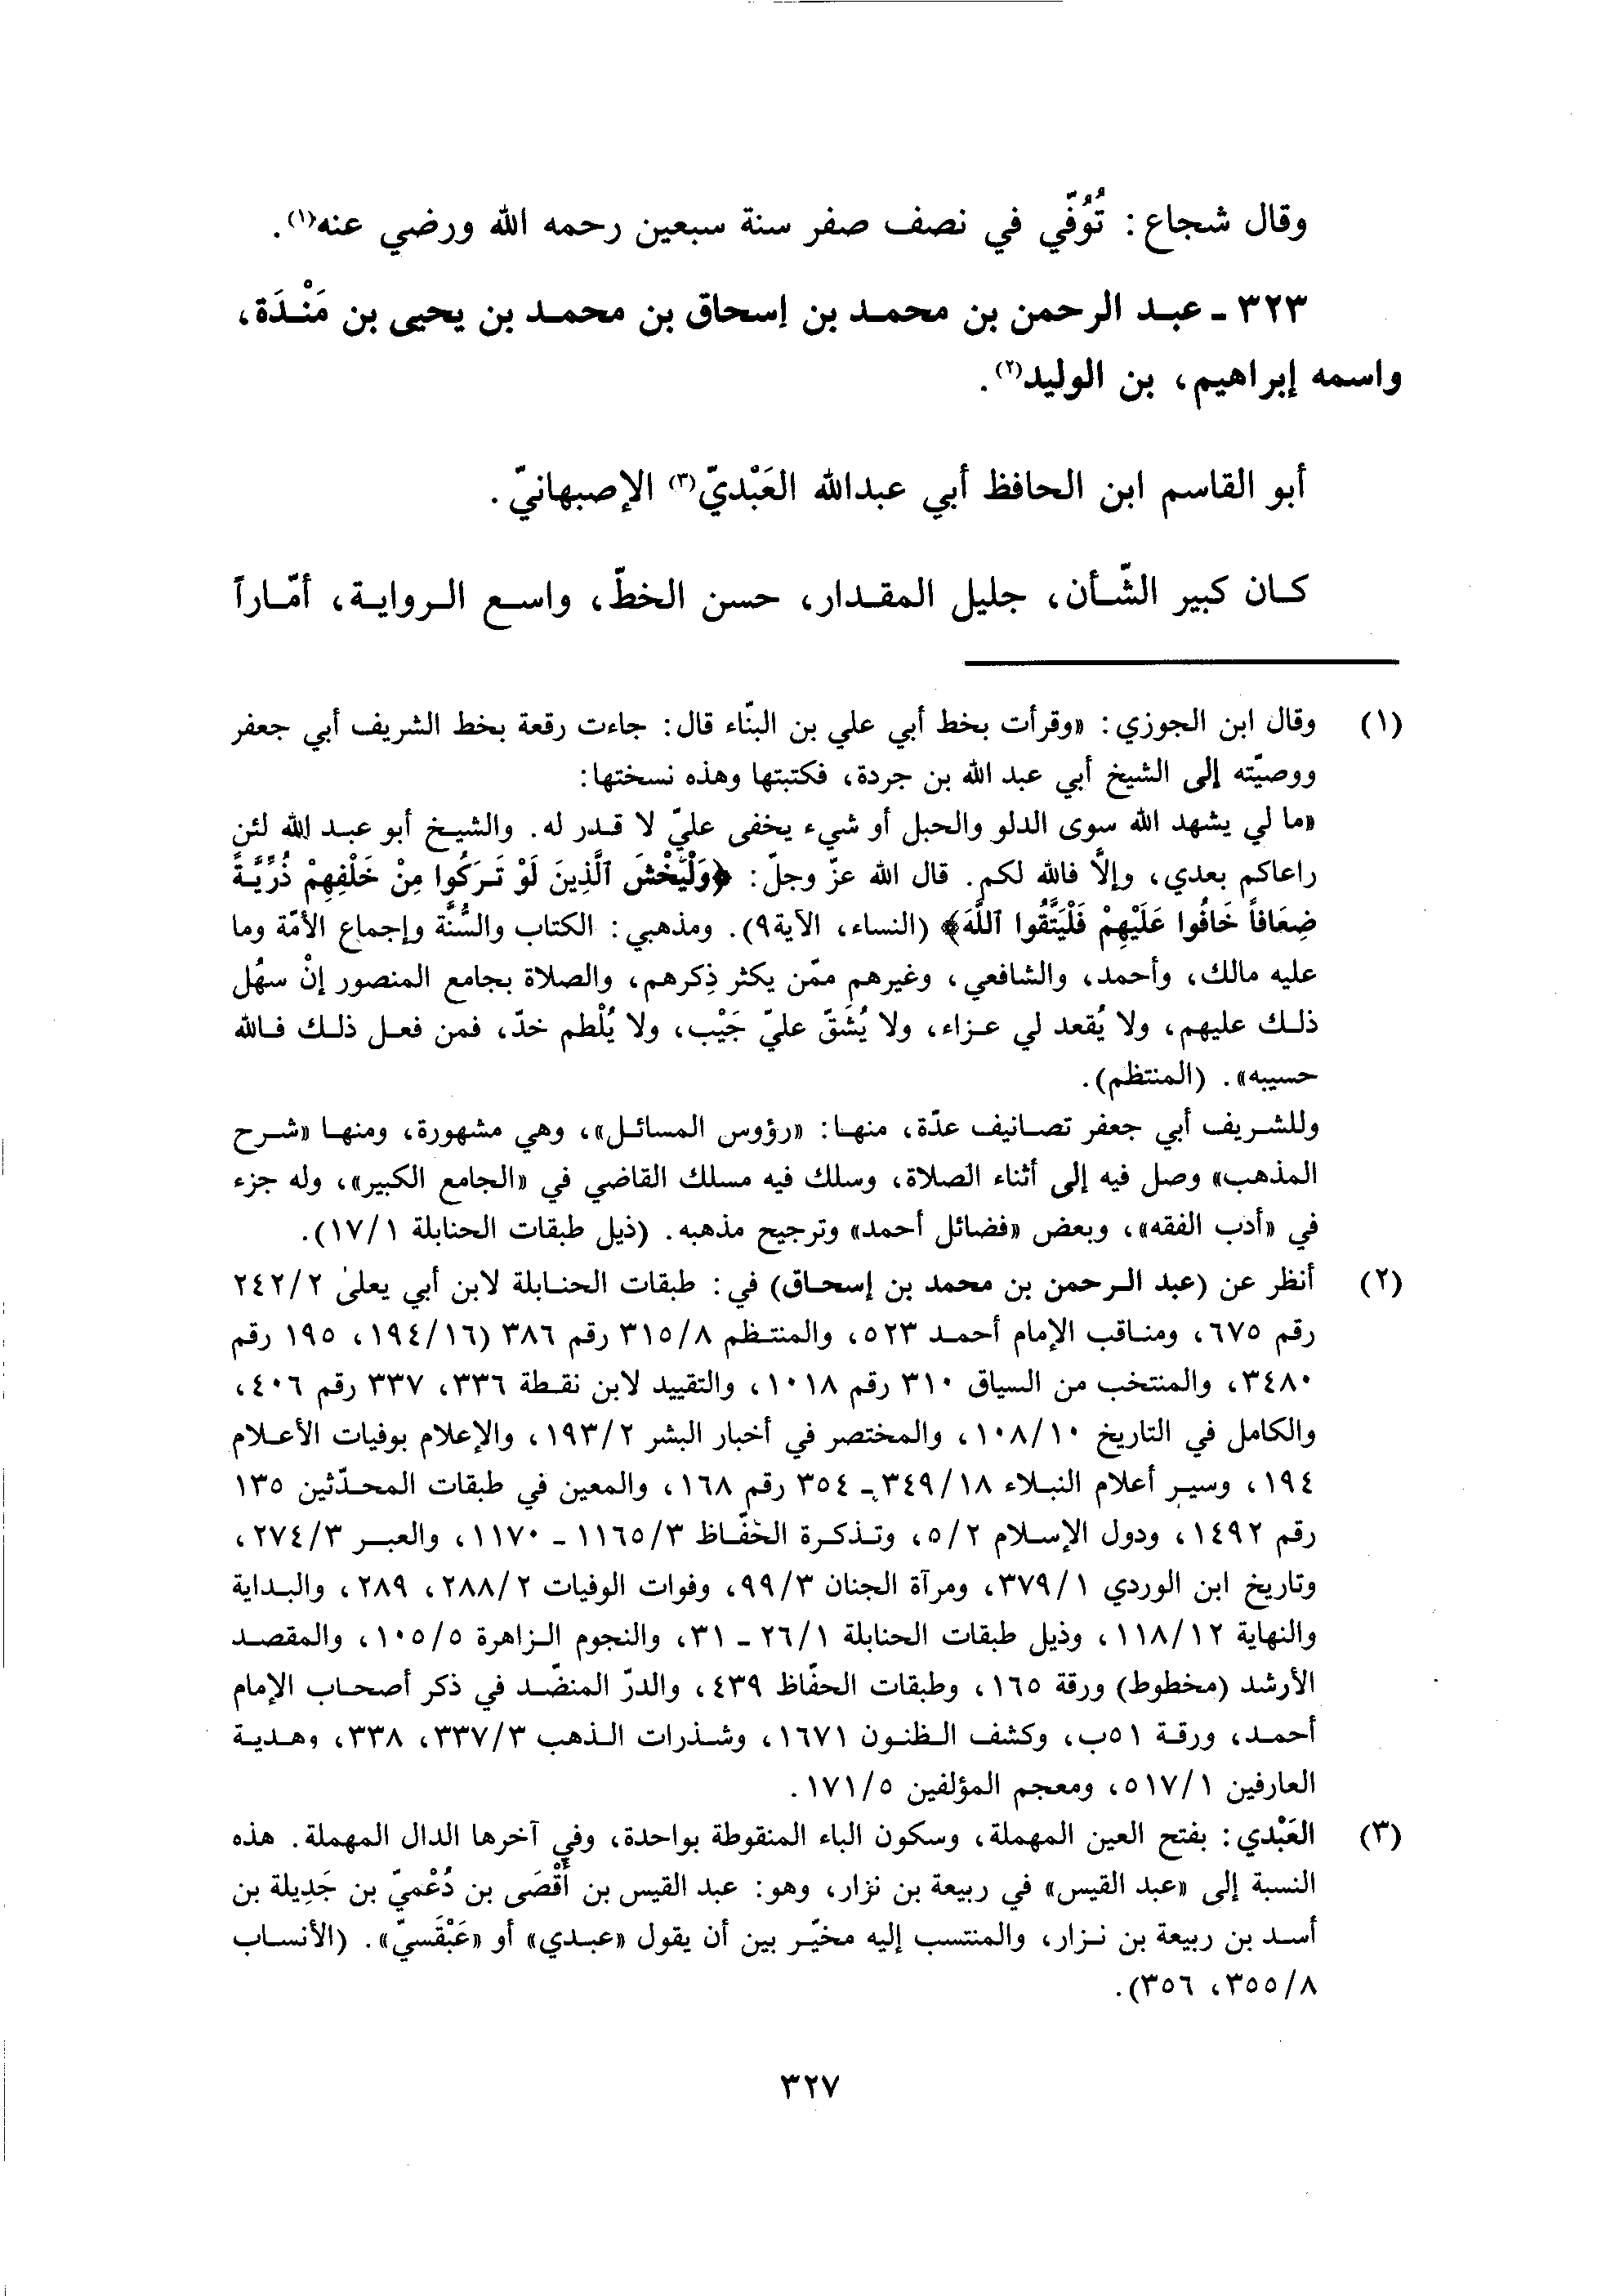 وقال شجاع: تُوُفّي في نصف صفر سنة سبعين رحمه الله ورضي عنه(١).
٣٢٣ - عبد الرحمن بن محمد بن إسحاق بن محمد بن يحيى بن مَنْدَة،
واسمه إبراهيم، بن الوليد(٢).
أبو القاسم ابن الحافظ أبي عبدالله العَبْديّ(٣) الإصبهانيّ.
كان كبير الشّأن، جليل المقدار، حسن الخطّ، واسع الرواية، أمّاراً
(١) وقال ابن الجوزي: «وقرأت بخط أبي علي بن البنّاء قال: جاءت رقعة بخط الشريف أبي جعفر
ووصيّته إلى الشيخ أبي عبد الله بن جردة، فكتبتها وهذه نسختها:
«ما لي يشهد الله سوى الدلو والحبل أو شيء يخفى عليّ لا قدر له. والشيخ أبو عبد الله لئن
راعاكم بعدي، وإلَّا فالله لكم. قال الله عزّ وجلّ: ﴿وَلْيَخْشَ ٱلَّذِينَ لَوْ تَرَكُوا مِنْ خَلْفِهِمْ ذُرِّيَّةً
ضِعَافاً خَافُوا عَلَيْهِمْ فَلْيَتَّقُوا ٱللَّهَ﴾ (النساء، الآية٩). ومذهبي: الكتاب والسُّنَّة وإجماع الأمّة وما
عليه مالك، وأحمد، والشافعي، وغيرهم ممّن يكثر ذِكرهم، والصلاة بجامع المنصور إنْ سهُل
ذلك عليهم، ولا يُقعد لي عزاء، ولا يُشَقّ عليّ جَيْب، ولا يُلْطم خدّ، فمن فعل ذلك فالله
حسيبه». (المنتظم).
وللشريف أبي جعفر تصانيف عدّة، منها: «رؤوس المسائل»، وهي مشهورة، ومنها «شرح
المذهب» وصل فيه إلى أثناء الصلاة، وسلك فيه مسلك القاضي في «الجامع الكبير»، وله جزء
في «أدب الفقه»، وبعض «فضائل أحمد» وترجيح مذهبه. (ذيل طبقات الحنابلة ١/١٧).
(٢) أنظر عن (عبد الرحمن بن محمد بن إسحاق) في: طبقات الحنابلة لابن أبي يعلىٰ ٢/٢٤٢
رقم ٦٧٥، ومناقب الإمام أحمد ٥٢٣، والمنتظم ٨/٣١٥ رقم ٣٨٦ (١٦/١٩٤، ١٩٥ رقم
٣٤٨٠، والمنتخب من السياق ٣١٠ رقم ١٠١٨، والتقييد لابن نقطة ٣٣٦، ٣٣٧ رقم ٤٠٦،
والكامل في التاريخ ١٠/١٠٨، والمختصر في أخبار البشر ٢/١٩٣، والإعلام بوفيات الأعلام
١٩٤، وسير أعلام النبلاء ١٨/٣٤٩ - ٣٥٤ رقم ١٦٨، والمعين في طبقات المحدّثين ١٣٥
رقم ١٤٩٢، ودول الإسلام ٢/٥، وتذكرة الحُفّاظ ٣/١١٦٥ - ١١٧٠، والعبر ٣/٢٧٤،
وتاريخ ابن الوردي ١/٣٧٩، ومرآة الجنان ٣/٩٩، وفوات الوفيات ٢/٢٨٨، ٢٨٩، والبداية
والنهاية ١٢/١١٨، وذيل طبقات الحنابلة ١/٢٦ - ٣١، والنجوم الزاهرة ٥/١٠٥، والمقصد
الأرشد (مخطوط) ورقة ١٦٥، وطبقات الحفّاظ ٤٣٩، والدرّ المنضّد في ذكر أصحاب الإمام
أحمد، ورقة ٥١ب، وكشف الظنون ١٦٧١، وشذرات الذهب ٣/٣٣٧، ٣٣٨، وهدية
العارفين ١/٥١٧، ومعجم المؤلفين ٥/١٧١.
(٣) العَبْدي: بفتح العين المهملة، وسكون الباء المنقوطة بواحدة، وفي آخرها الدال المهملة. هذه
النسبة إلى «عبد القيس» في ربيعة بن نزار، وهو: عبد القيس بن أَقْصَى بن دُعْميّ بن جَدِيلة بن
أسد بن ربيعة بن نزار، والمنتسب إليه مخيّر بين أن يقول «عبدي» أو «عَبْقَسيّ». (الأنساب
٨/٣٥٥، ٣٥٦).
٣٢٧